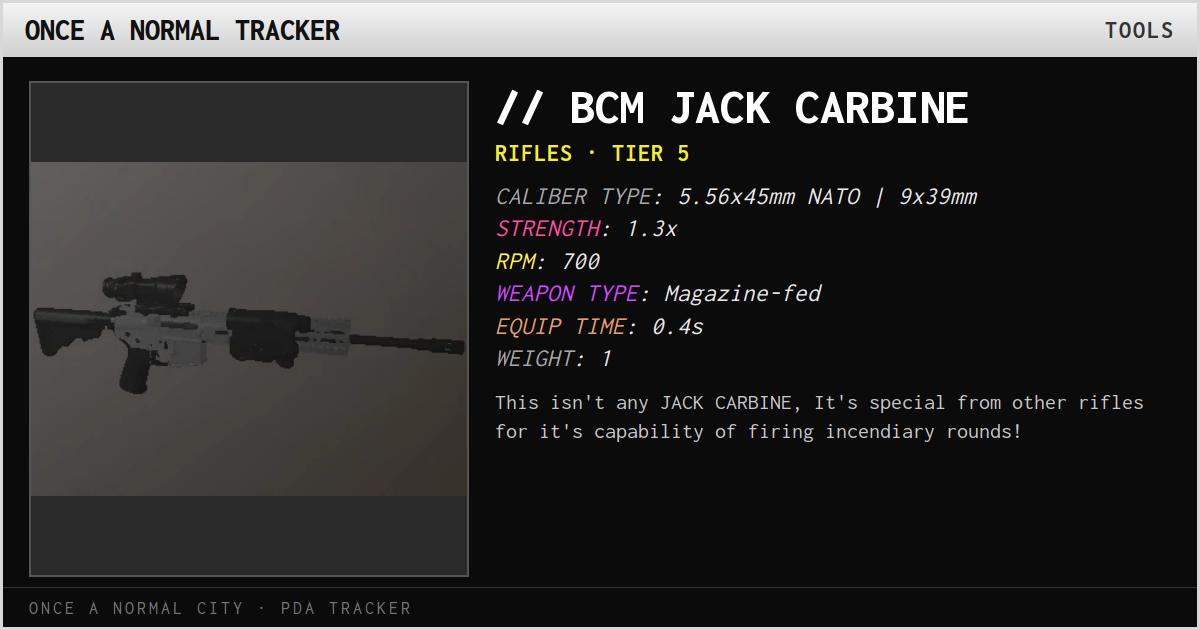 ONCE A NORMAL TRACKER
TOOLS
// BCM JACK CARBINE
RIFLES · TIER 5
CALIBER TYPE: 5.56x45mm NATO | 9x39mm
STRENGTH: 1.3x
RPM: 700
WEAPON TYPE: Magazine-fed
EQUIP TIME: 0.4s
WEIGHT: 1
This isn't any JACK CARBINE, It's special from other rifles
for it's capability of firing incendiary rounds!
ONCE A NORMAL CITY · PDA TRACKER